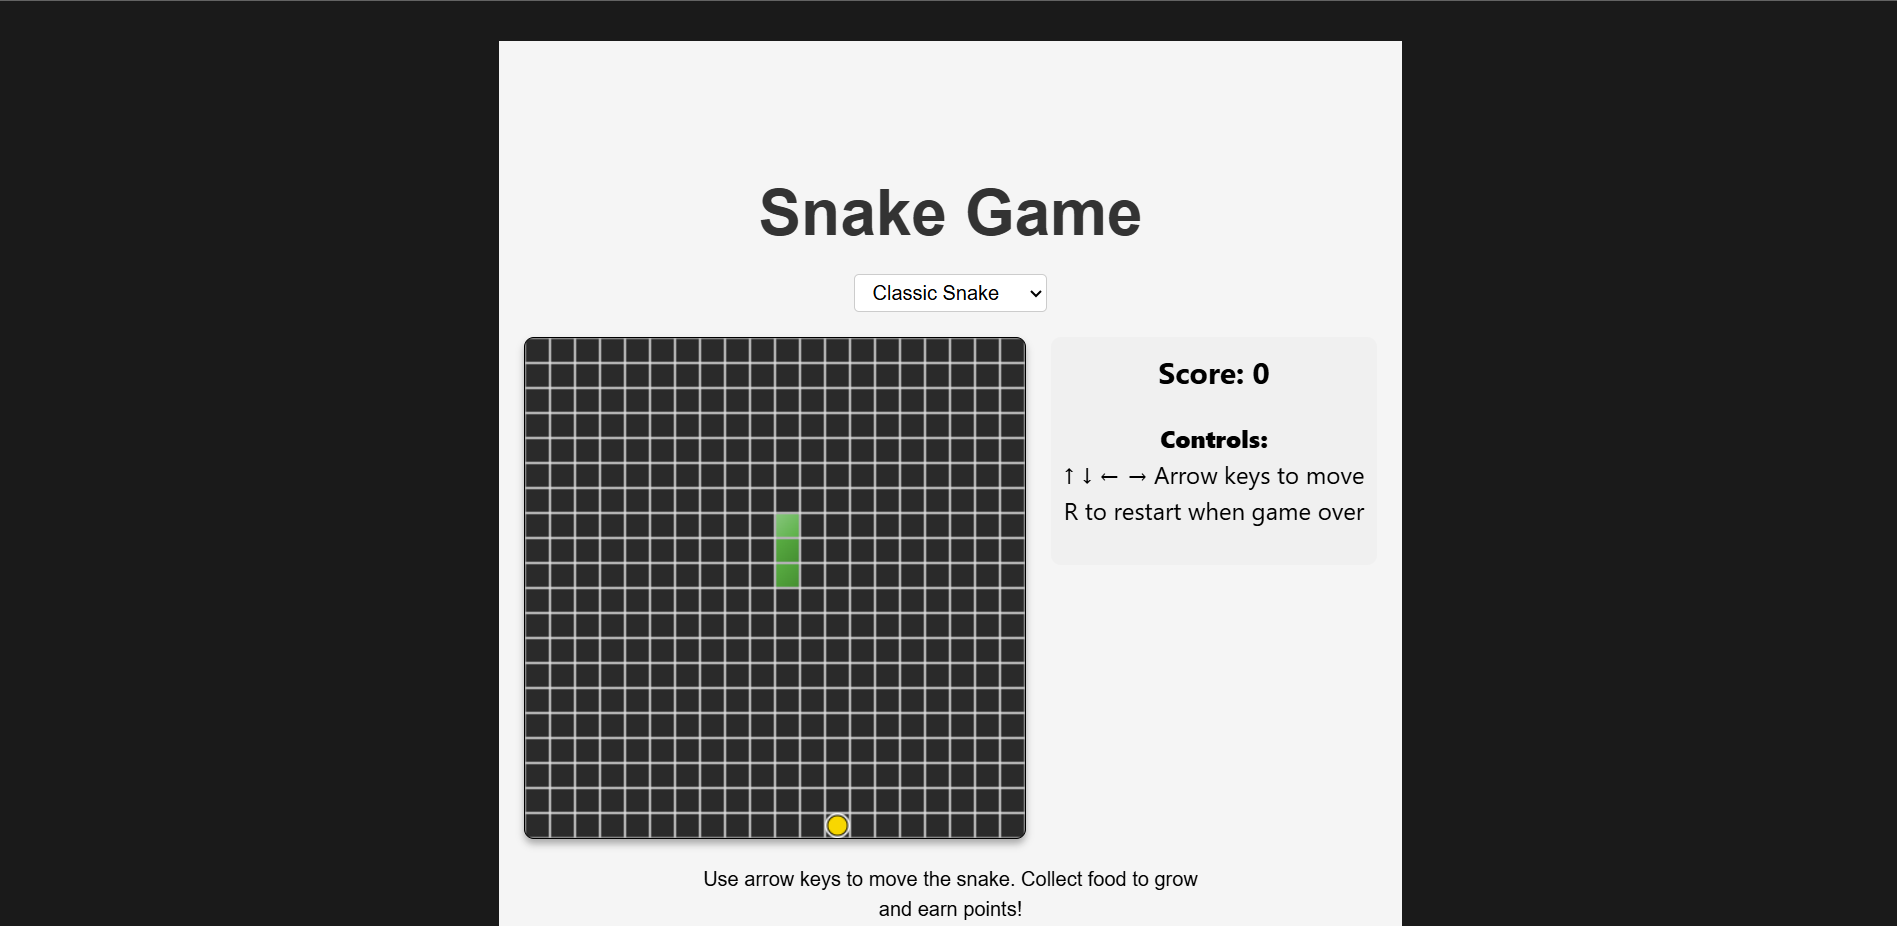 Snake Game
Classic Snake
Score: 0
Controls:
↑ ↓ ← → Arrow keys to move
R to restart when game over
Use arrow keys to move the snake. Collect food to grow
and earn points!